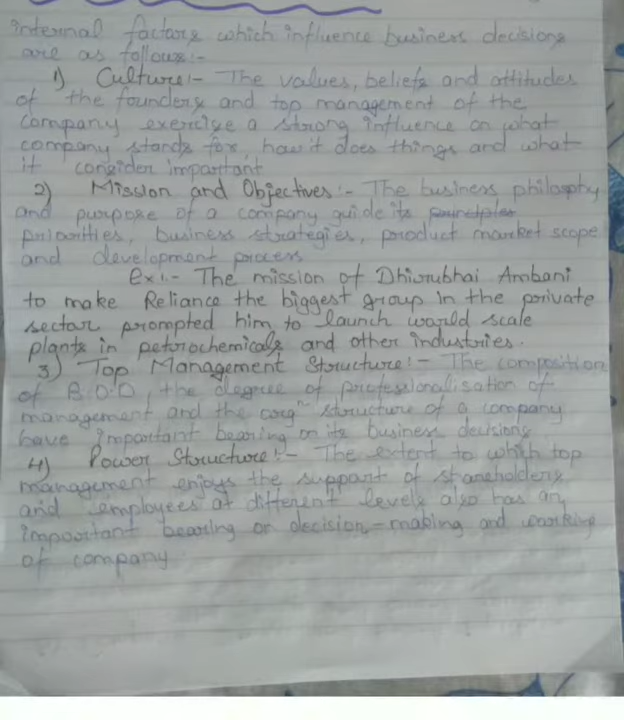 internal factors which influence business decisions
are as follows:-
1) Culture:- The values, beliefs and attitudes
of the founders and top management of the
company exercise a strong influence on what
company stands for, how it does things and what
it consider important
2) Mission and Objectives:- The business philosphy
and purpose of a company guide its
priorities, business strategies, product market scope
and development process
Ex:- The mission of Dhirubhai Ambani
to make Reliance the biggest group in the private
sector prompted him to launch world scale
plants in petrochemicals and other industries.
3) Top Management Structure:- The composition
of B.O.D, the degree of professionalisation of
management and the orgⁿ structure of a company
have important bearing on its business decisions
4) Power Structure:- The extent to which top
management enjoys the support of shareholders
and employees at different levels also has an
important bearing on decision-making and working
of company